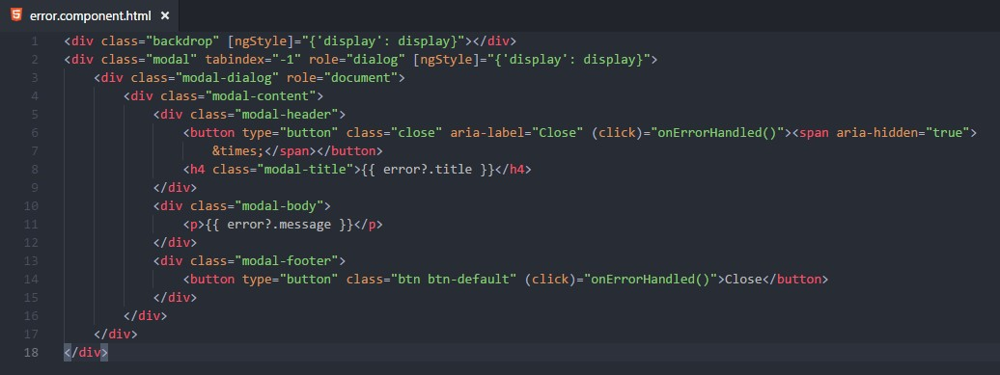 error.component.html ×
1 <div class="backdrop" [ngStyle]="{'display': display}"></div>
2 <div class="modal" tabindex="-1" role="dialog" [ngStyle]="{'display': display}">
3     <div class="modal-dialog" role="document">
4         <div class="modal-content">
5             <div class="modal-header">
6                 <button type="button" class="close" aria-label="Close" (click)="onErrorHandled()"><span aria-hidden="true">
7                     &times;</span></button>
8                 <h4 class="modal-title">{{ error?.title }}</h4>
9             </div>
10             <div class="modal-body">
11                 <p>{{ error?.message }}</p>
12             </div>
13             <div class="modal-footer">
14                 <button type="button" class="btn btn-default" (click)="onErrorHandled()">Close</button>
15             </div>
16         </div>
17     </div>
18 </div>